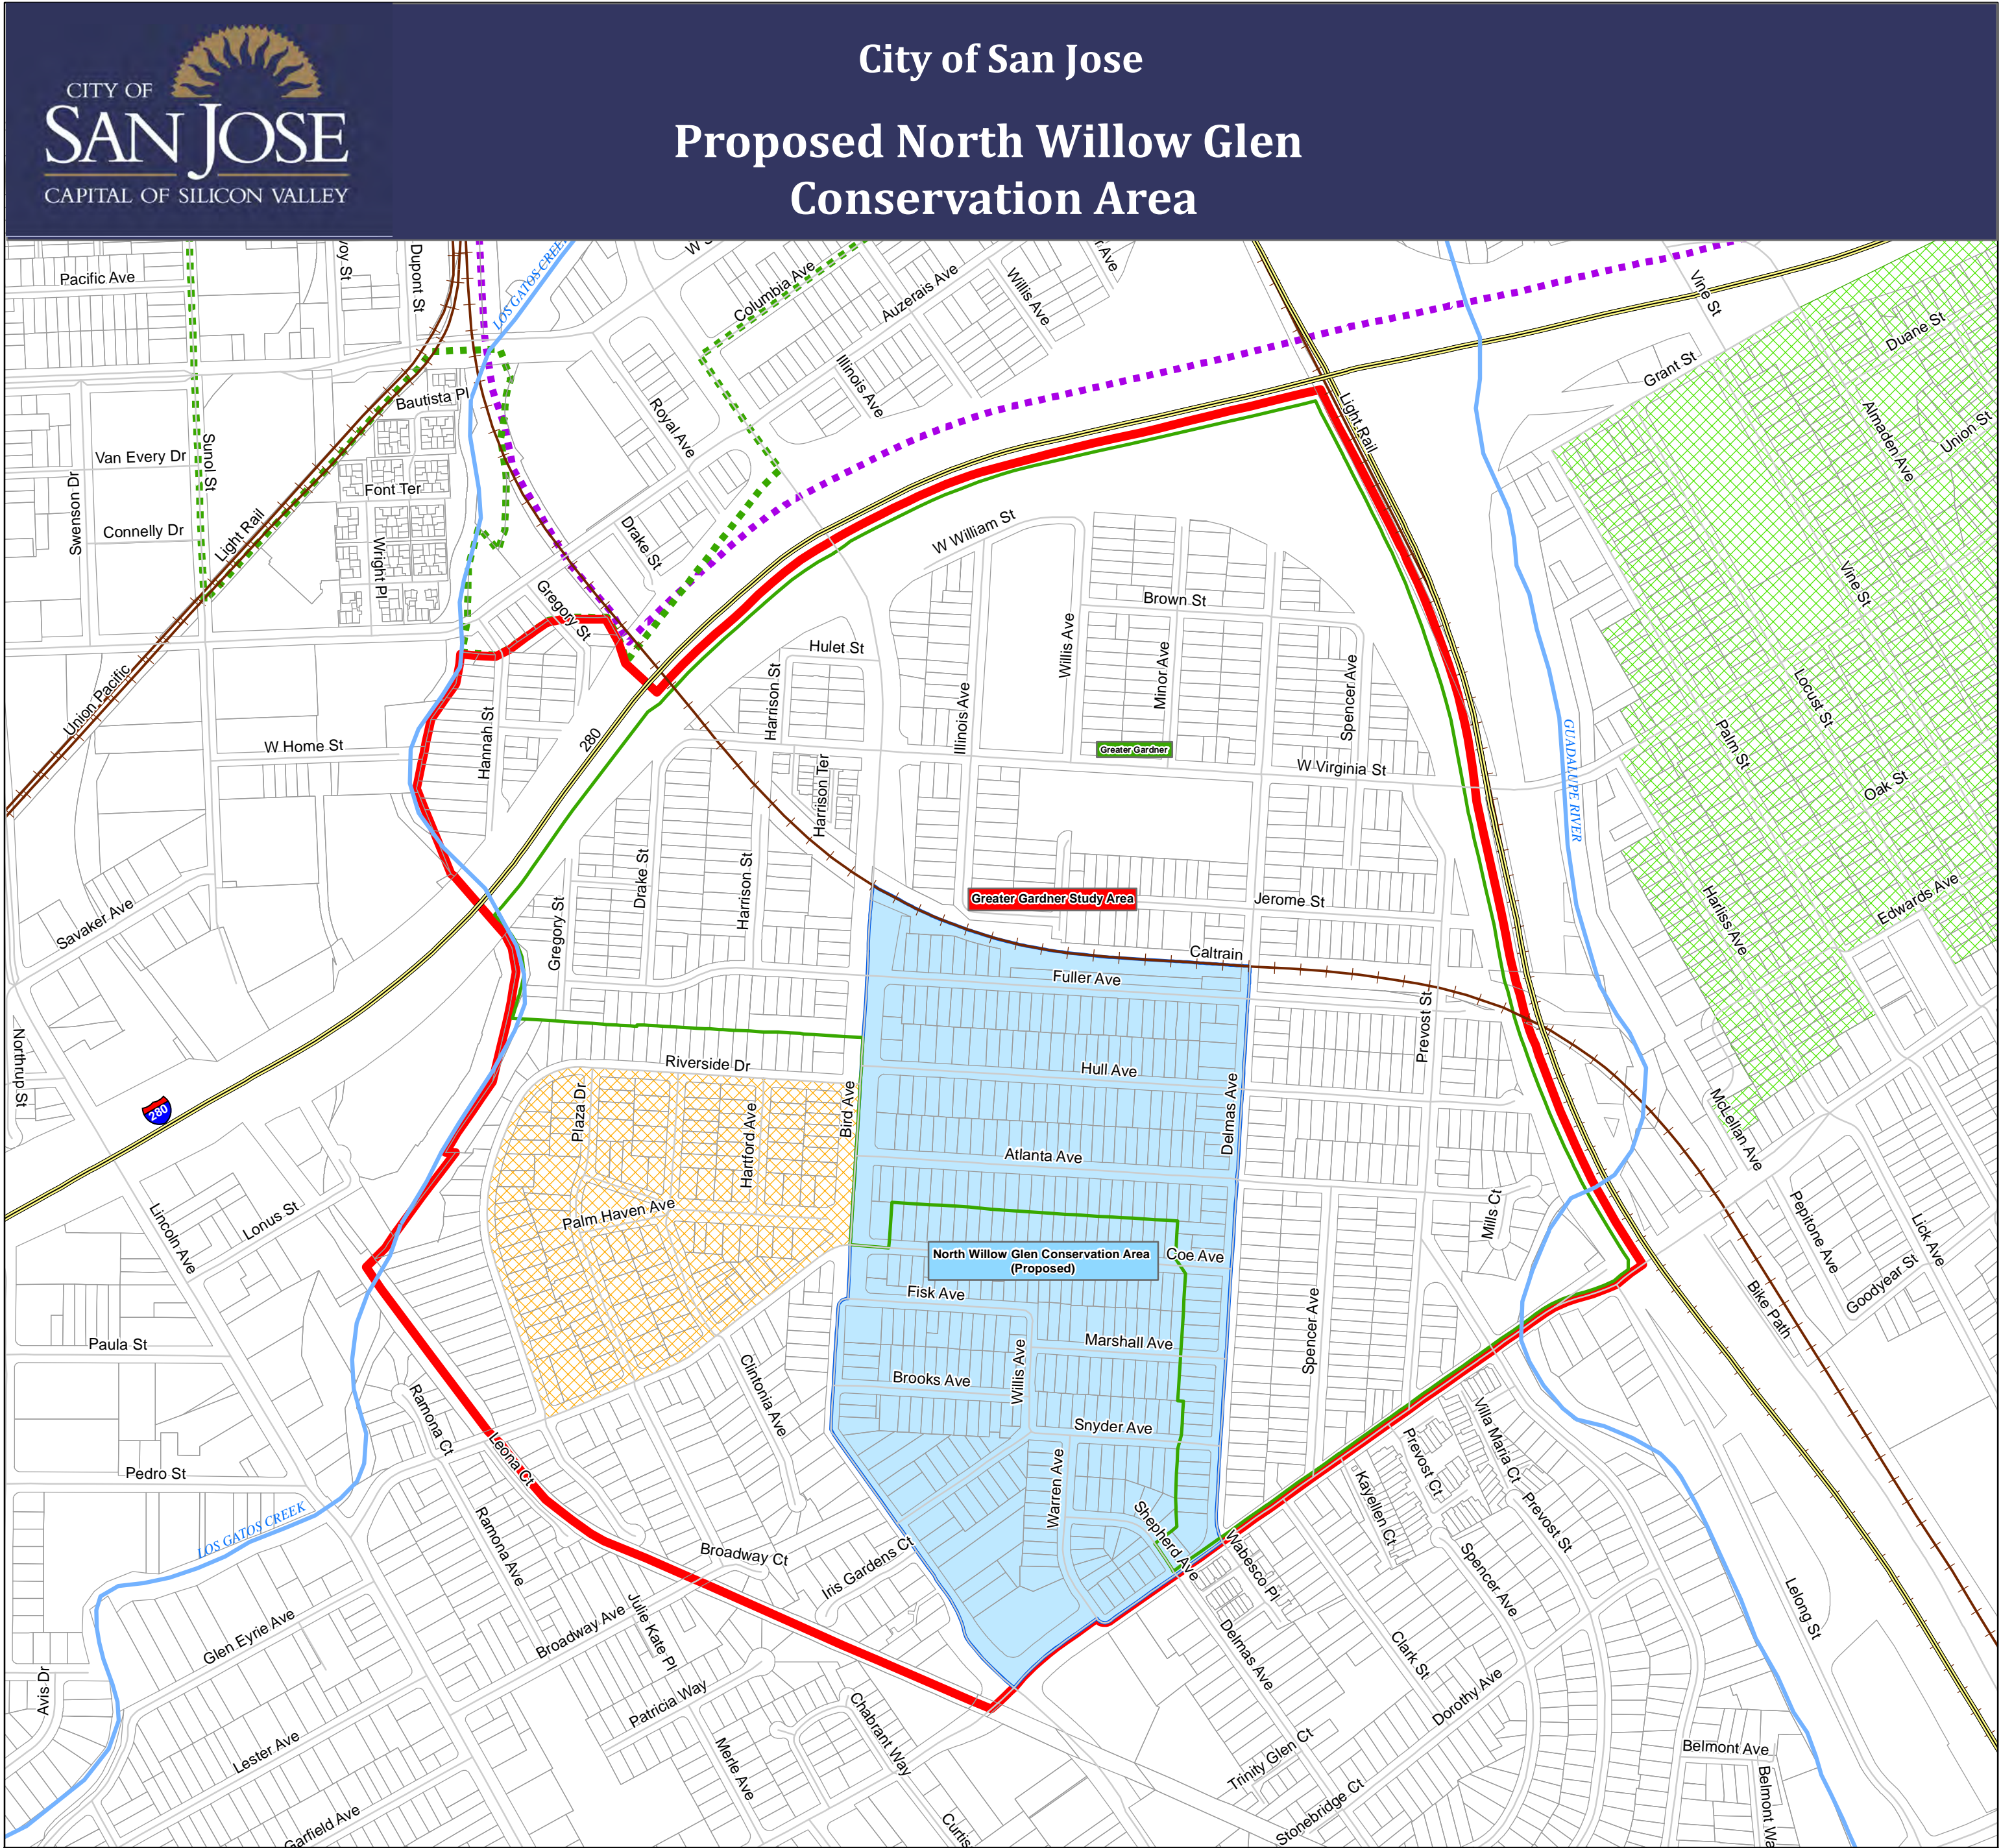 CITY OF
SAN JOSE
CAPITAL OF SILICON VALLEY
City of San Jose
Proposed North Willow Glen
Conservation Area
Pacific Ave
Dupont St
LOS GATOS CREEK
Columbia Ave
Auzerais Ave
Willis Ave
Illinois Ave
Vine St
Duane St
Grant St
Light Rail
Almaden Ave
Union St
Bautista Pl
Royal Ave
Van Every Dr
Sunol St
Swenson Dr
Font Ter
Connelly Dr
Light Rail
Wright Pl
Drake St
W William St
Gregory St
Brown St
Vine St
Willis Ave
Minor Ave
Spencer Ave
Hulet St
Harrison St
Illinois Ave
Locust St
Palm St
Union Pacific
W Home St
Hannah St
280
Greater Gardner
W Virginia St
GUADALUPE RIVER
Oak St
Harrison Ter
Drake St
Harrison St
Greater Gardner Study Area
Jerome St
Harliss Ave
Edwards Ave
Savaker Ave
Gregory St
Caltrain
Fuller Ave
Prevost St
Northrup St
280
Riverside Dr
Hull Ave
Plaza Dr
Hartford Ave
Bird Ave
Delmas Ave
McLellan Ave
Atlanta Ave
Lincoln Ave
Lonus St
Palm Haven Ave
Mills Ct
Pepitone Ave
Lick Ave
North Willow Glen Conservation Area
(Proposed)
Coe Ave
Goodyear St
Bike Path
Fisk Ave
Spencer Ave
Paula St
Marshall Ave
Willis Ave
Brooks Ave
Clintonia Ave
Ramona Ct
Leona Ct
Snyder Ave
Villa Maria Ct
Prevost Ct
Pedro St
Kayellen Ct
Prevost St
Warren Ave
Shepherd Ave
LOS GATOS CREEK
Ramona Ave
Broadway Ct
Iris Gardens Ct
Wabesco Pl
Spencer Ave
Lelong St
Julie Kate Pl
Broadway Ave
Glen Eyrie Ave
Delmas Ave
Clark St
Avis Dr
Patricia Way
Dorothy Ave
Chabrant Way
Lester Ave
Merle Ave
Trinity Glen Ct
Belmont Ave
Belmont Wa
Stonebridge Ct
Garfield Ave
Curtis